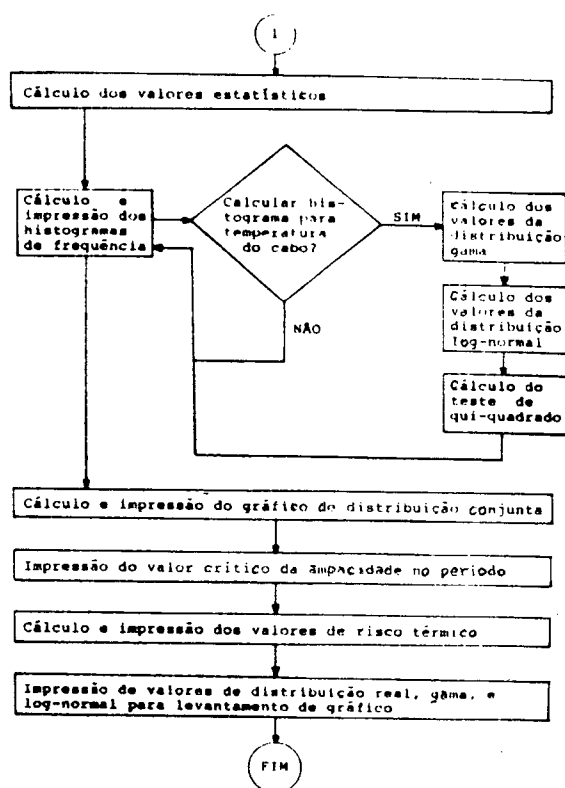 1
Cálculo dos valores estatísticos
Cálculo e
impressão dos
histogramas
de frequência
Calcular his-
tograma para
temperatura
do cabo?
SIM
NÃO
Cálculo dos
valores da
distribuição
gama
Cálculo dos
valores da
distribuição
log-normal
Cálculo do
teste de
qui-quadrado
Cálculo e impressão do gráfico de distribuição conjunta
Impressão do valor crítico da ampacidade no período
Cálculo e impressão dos valores de risco térmico
Impressão de valores de distribuição real, gama, e
log-normal para levantamento de gráfico
FIM